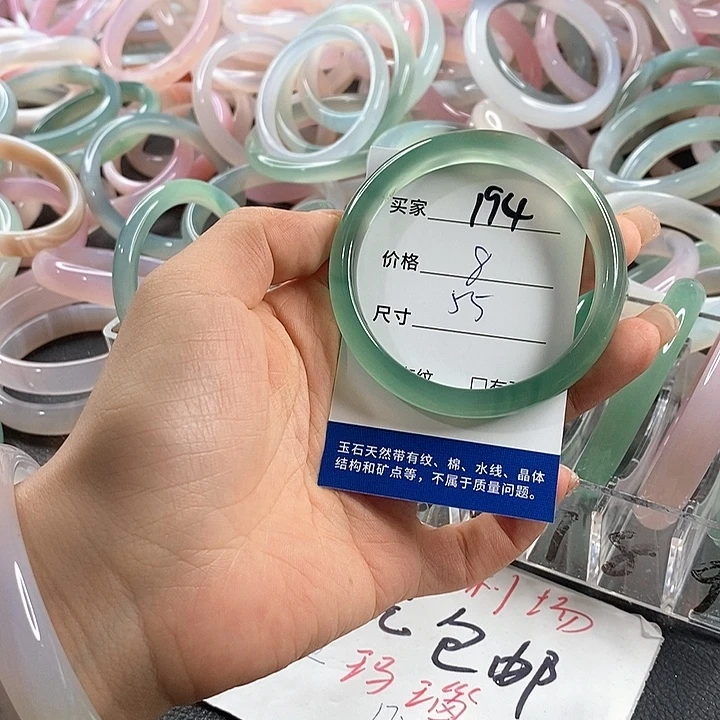 买家 194
价格 8
尺寸 55
玉石天然带有纹、棉、水线、晶体
结构和矿点等，不属于质量问题。
利场
包邮
玛瑙